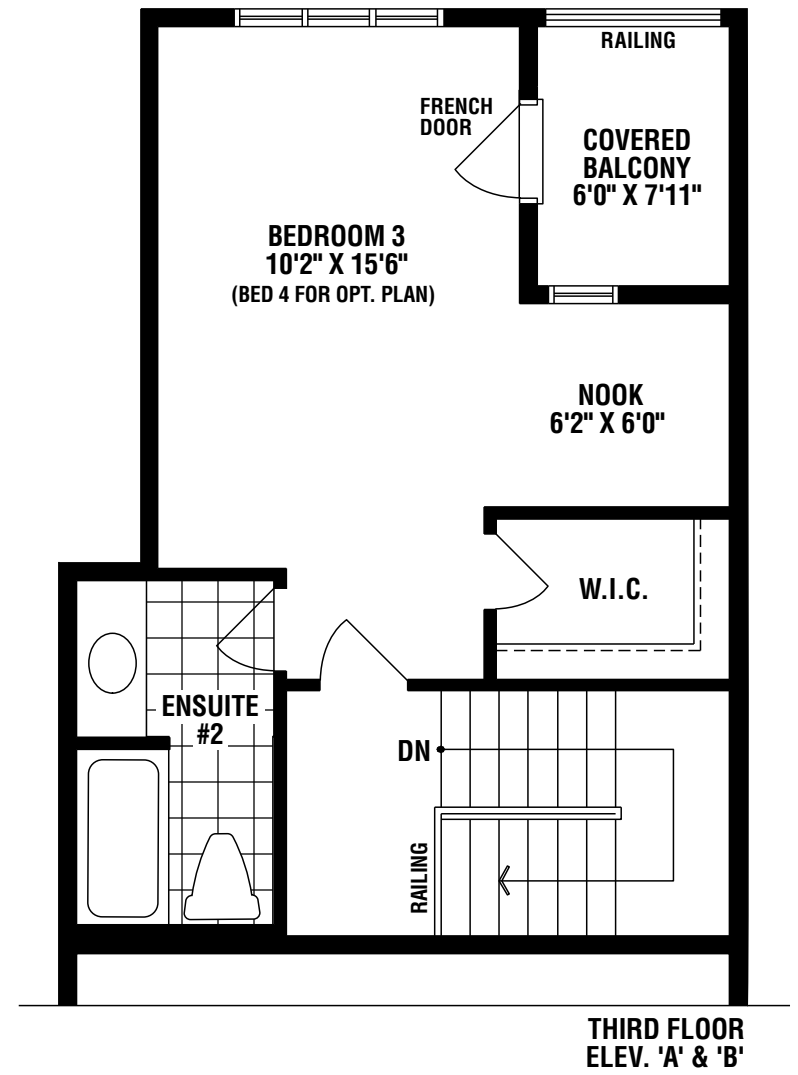 RAILING
FRENCH
DOOR
COVERED
BALCONY
6'0" X 7'11"
BEDROOM 3
10'2" X 15'6"
(BED 4 FOR OPT. PLAN)
NOOK
6'2" X 6'0"
W.I.C.
ENSUITE
#2
DN
RAILING
THIRD FLOOR
ELEV. 'A' & 'B'